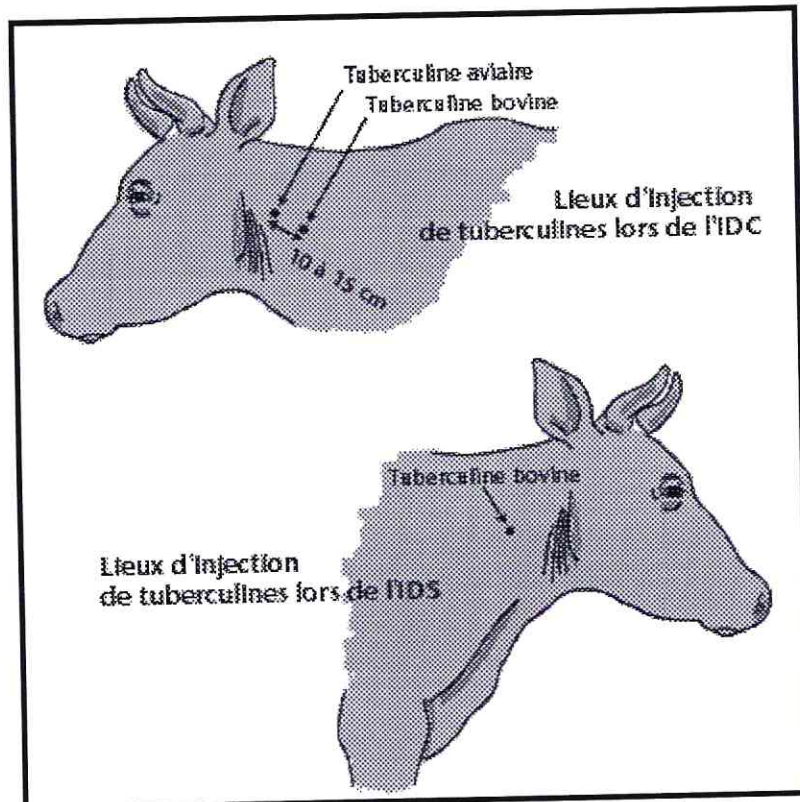 Tuberculine aviaire
Tuberculine bovine
Lieux d'injection
de tuberculines lors de l'IDC
10 à 15 cm
Tuberculine bovine
Lieux d'injection
de tuberculines lors de l'IDS